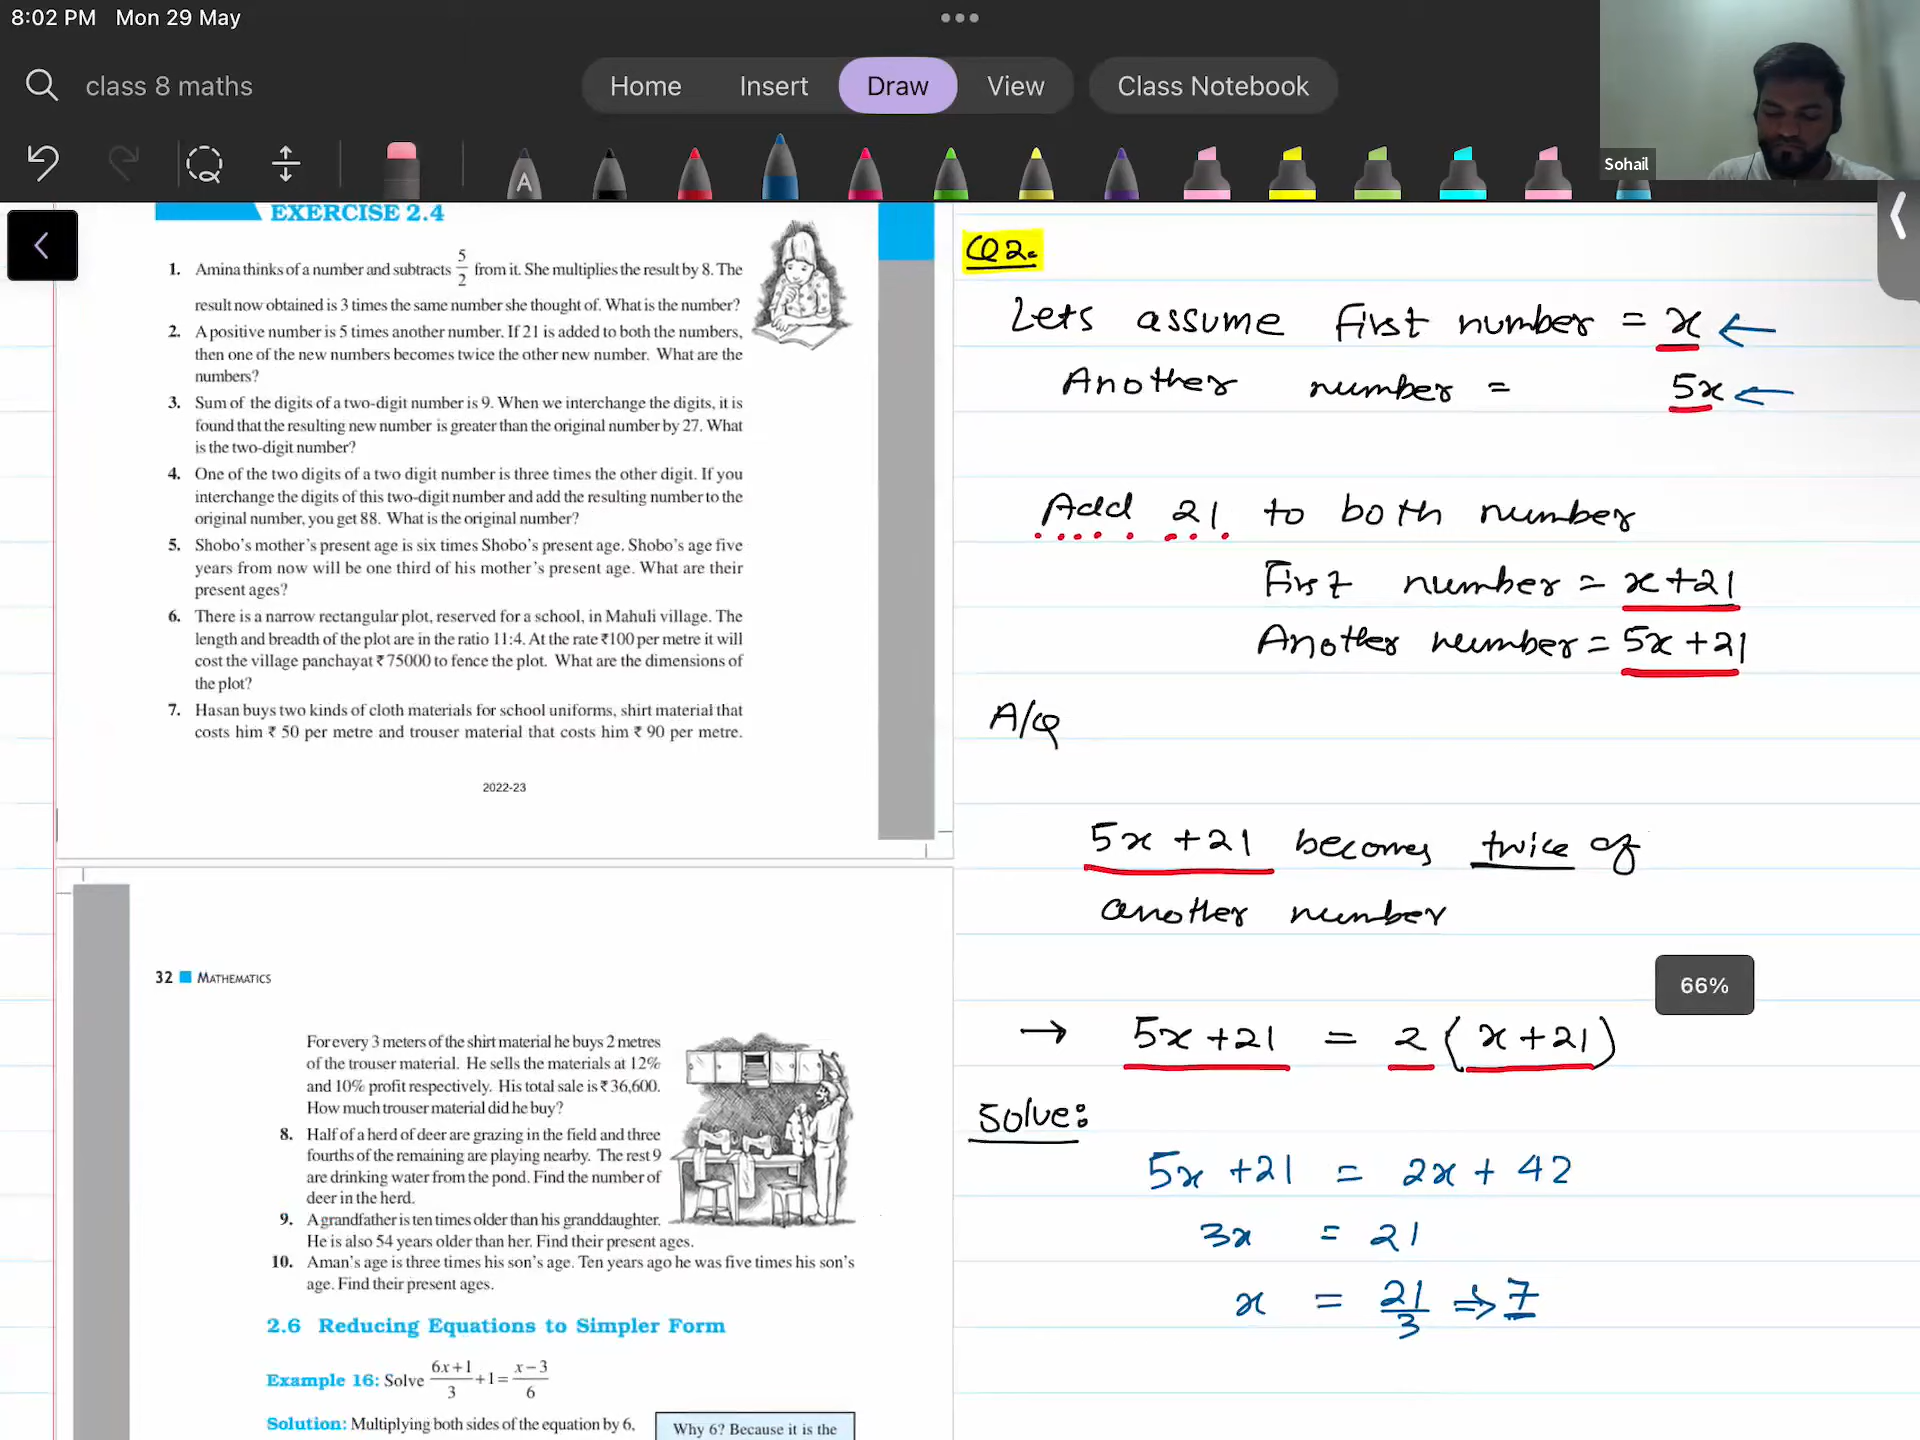 8:02 PM Mon 29 May
class 8 maths
Home Insert Draw View Class Notebook
A
Sohail
EXERCISE 2.4
1. Amina thinks of a number and subtracts 5/2 from it. She multiplies the result by 8. The
result now obtained is 3 times the same number she thought of. What is the number?
2. A positive number is 5 times another number. If 21 is added to both the numbers,
then one of the new numbers becomes twice the other new number. What are the
numbers?
3. Sum of the digits of a two-digit number is 9. When we interchange the digits, it is
found that the resulting new number is greater than the original number by 27. What
is the two-digit number?
4. One of the two digits of a two digit number is three times the other digit. If you
interchange the digits of this two-digit number and add the resulting number to the
original number, you get 88. What is the original number?
5. Shobo's mother's present age is six times Shobo's present age. Shobo's age five
years from now will be one third of his mother's present age. What are their
present ages?
6. There is a narrow rectangular plot, reserved for a school, in Mahuli village. The
length and breadth of the plot are in the ratio 11:4. At the rate ₹100 per metre it will
cost the village panchayat ₹ 75000 to fence the plot. What are the dimensions of
the plot?
7. Hasan buys two kinds of cloth materials for school uniforms, shirt material that
costs him ₹ 50 per metre and trouser material that costs him ₹ 90 per metre.
2022-23
32 MATHEMATICS
For every 3 meters of the shirt material he buys 2 metres
of the trouser material. He sells the materials at 12%
and 10% profit respectively. His total sale is ₹ 36,600.
How much trouser material did he buy?
8. Half of a herd of deer are grazing in the field and three
fourths of the remaining are playing nearby. The rest 9
are drinking water from the pond. Find the number of
deer in the herd.
9. A grandfather is ten times older than his granddaughter.
He is also 54 years older than her. Find their present ages.
10. Aman's age is three times his son's age. Ten years ago he was five times his son's
age. Find their present ages.
2.6 Reducing Equations to Simpler Form
Example 16: Solve (6x+1)/3 + 1 = (x−3)/6
Solution: Multiplying both sides of the equation by 6,
Why 6? Because it is the
Q2.
Lets assume First number = x ←
Another number = 5x ←
Add 21 to both number
First number = x+21
Another number = 5x+21
A/Q
5x+21 becomes twice of
another number
66%
→ 5x+21 = 2(x+21)
Solve:
5x+21 = 2x+42
3x = 21
x = 21/3 ⇒ 7